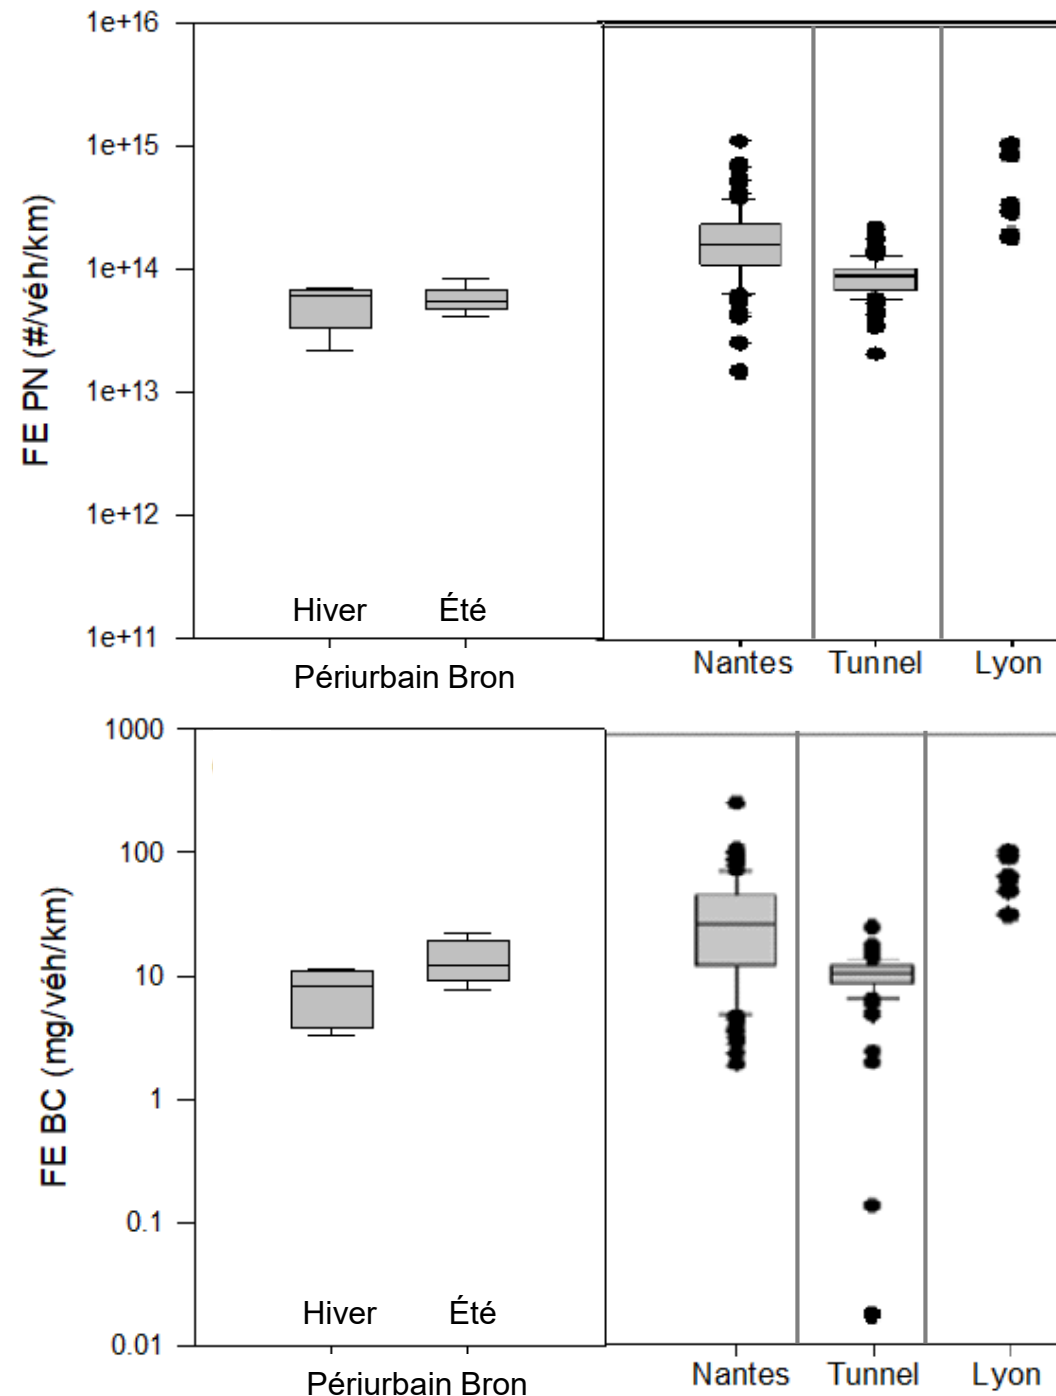 1e+16
1e+15
1e+14
1e+13
1e+12
1e+11
FE PN (#/véh/km)
Hiver Été
Périurbain Bron
Nantes Tunnel Lyon
1000
100
10
1
0.1
0.01
FE BC (mg/véh/km)
Hiver Été
Périurbain Bron
Nantes Tunnel Lyon